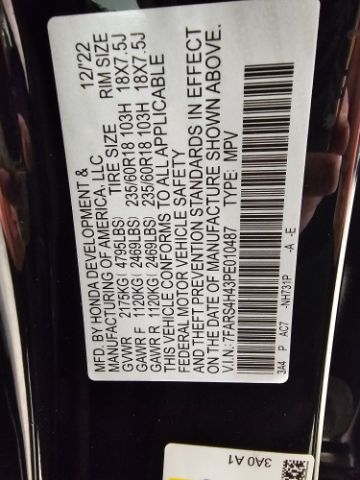 MFD. BY HONDA DEVELOPMENT & 12/'22
MANUFACTURING OF AMERICA, LLC
TIRE SIZE RIM SIZE
GVWR 2175KG( 4795LBS)
GAWR F 1120KG( 2469LBS) 235/60R18 103H 18X7.5J
GAWR R 1120KG( 2469LBS) 235/60R18 103H 18X7.5J
THIS VEHICLE CONFORMS TO ALL APPLICABLE
FEDERAL MOTOR VEHICLE SAFETY
AND THEFT PREVENTION STANDARDS IN EFFECT
ON THE DATE OF MANUFACTURE SHOWN ABOVE.
V.I.N.: 7FARS4H43PE010487 TYPE: MPV
3A4 P AC7 -NH731P -A -E
3A0 A1